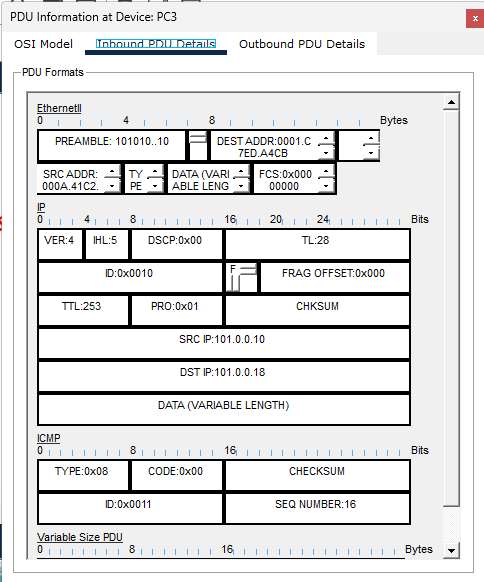 PDU Information at Device: PC3
OSI Model Inbound PDU Details Outbound PDU Details
PDU Formats
EthernetII
0 4 8 Bytes
PREAMBLE: 101010..10 DEST ADDR:0001.C
7ED.A4CB
SRC ADDR: TY DATA (VARI FCS:0x000
000A.41C2. PE ABLE LENG 00000
IP
0 4 8 16 20 24 Bits
VER:4 IHL:5 DSCP:0x00 TL:28
ID:0x0010 F FRAG OFFSET:0x000
TTL:253 PRO:0x01 CHKSUM
SRC IP:101.0.0.10
DST IP:101.0.0.18
DATA (VARIABLE LENGTH)
ICMP
0 8 16 Bits
TYPE:0x08 CODE:0x00 CHECKSUM
ID:0x0011 SEQ NUMBER:16
Variable Size PDU
0 8 16 Bytes